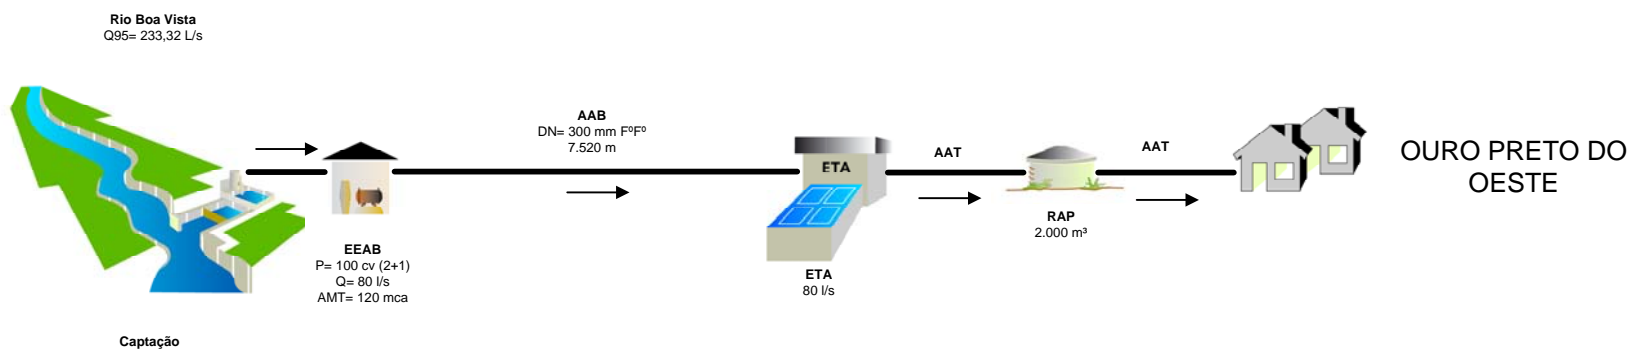 Rio Boa Vista
Q95= 233,32 L/s
AAB
DN= 300 mm FºFº
7.520 m
ETA
AAT
AAT
OURO PRETO DO
OESTE
RAP
2.000 m³
EEAB
P= 100 cv (2+1)
Q= 80 l/s
AMT= 120 mca
ETA
80 l/s
Captação